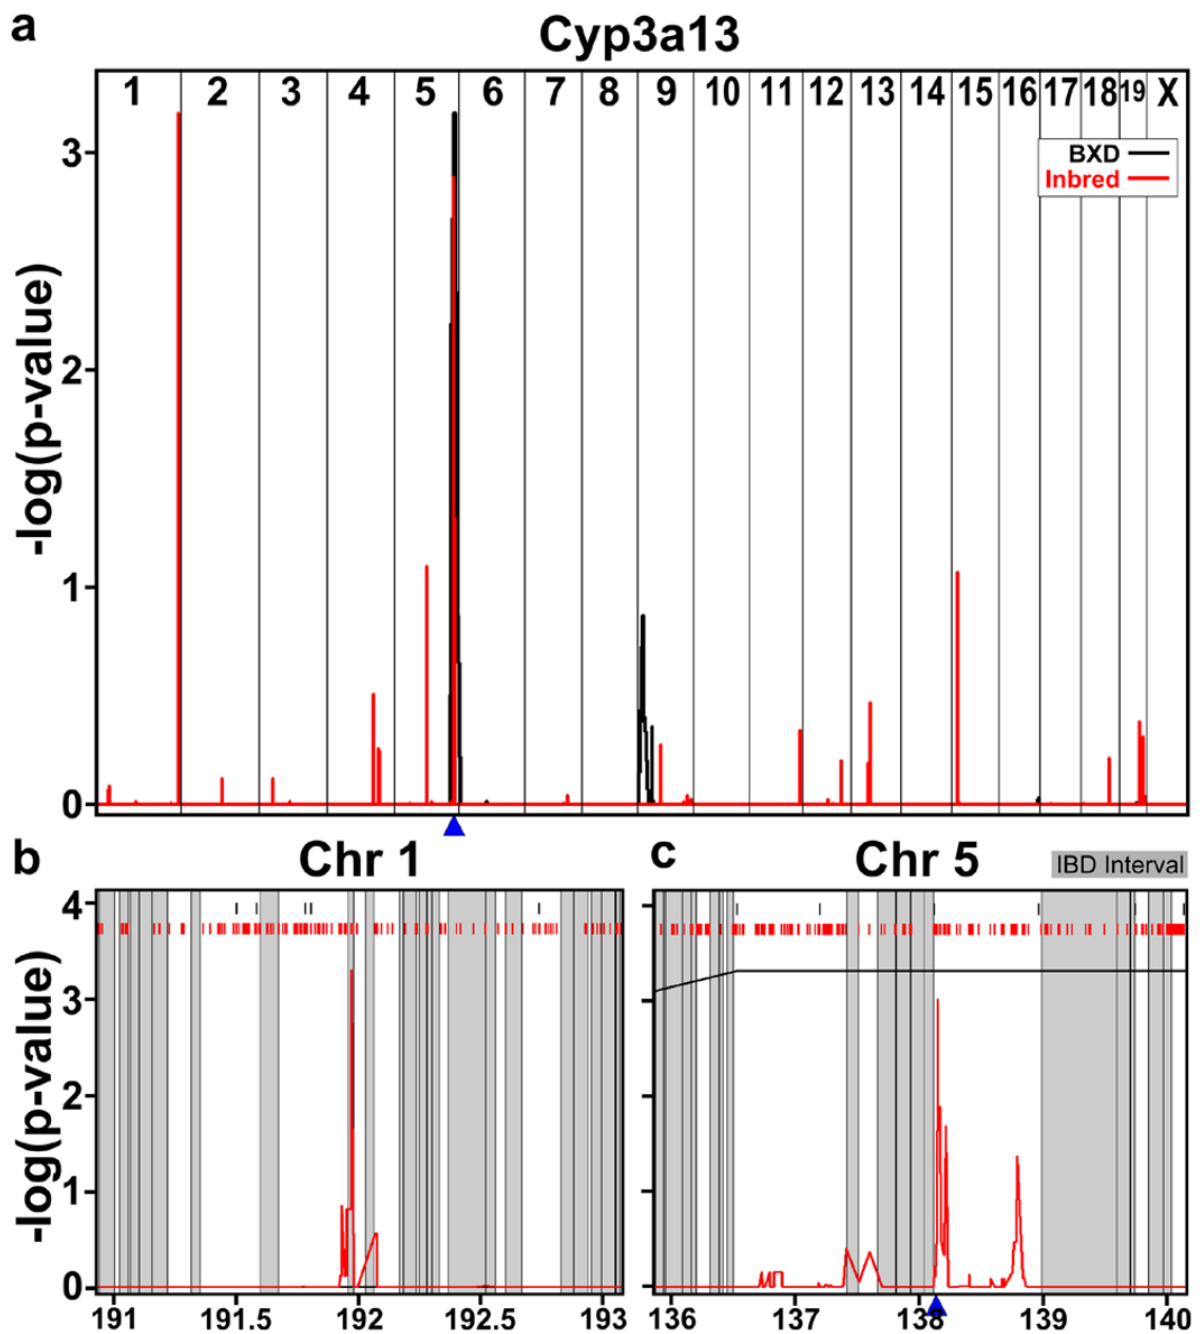 a
Cyp3a13
1 2 3 4 5 6 7 8 9 10 11 12 13 14 15 16 17 18 19 X
BXD
Inbred
-log(p-value)
3
2
1
0
b
Chr 1
-log(p-value)
4
3
2
1
0
191 191.5 192 192.5 193
c
Chr 5
IBD Interval
136 137 138 139 140